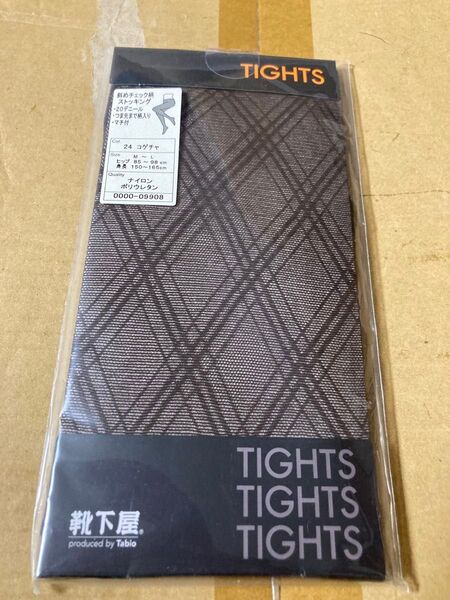 TIGHTS
斜めチェック柄
ストッキング
・20デニール
・つま先まで柄入り
・マチ付
Col.
24 コゲチャ
Size
M ～ L
ヒップ 85 ～ 98 cm
身長 150～165cm
Quality
ナイロン
ポリウレタン
0000-09908
TIGHTS
TIGHTS
TIGHTS
靴下屋®
produced by Tabio